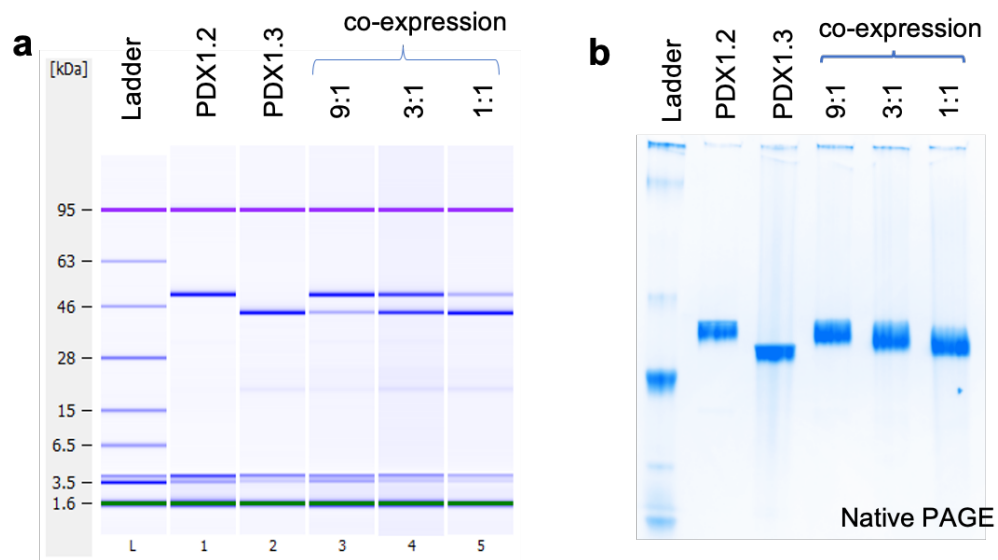 a
co-expression
[kDa]
Ladder
PDX1.2
PDX1.3
9:1
3:1
1:1
95
63
46
28
15
6.5
3.5
1.6
L 1 2 3 4 5
b
co-expression
Ladder
PDX1.2
PDX1.3
9:1
3:1
1:1
Native PAGE